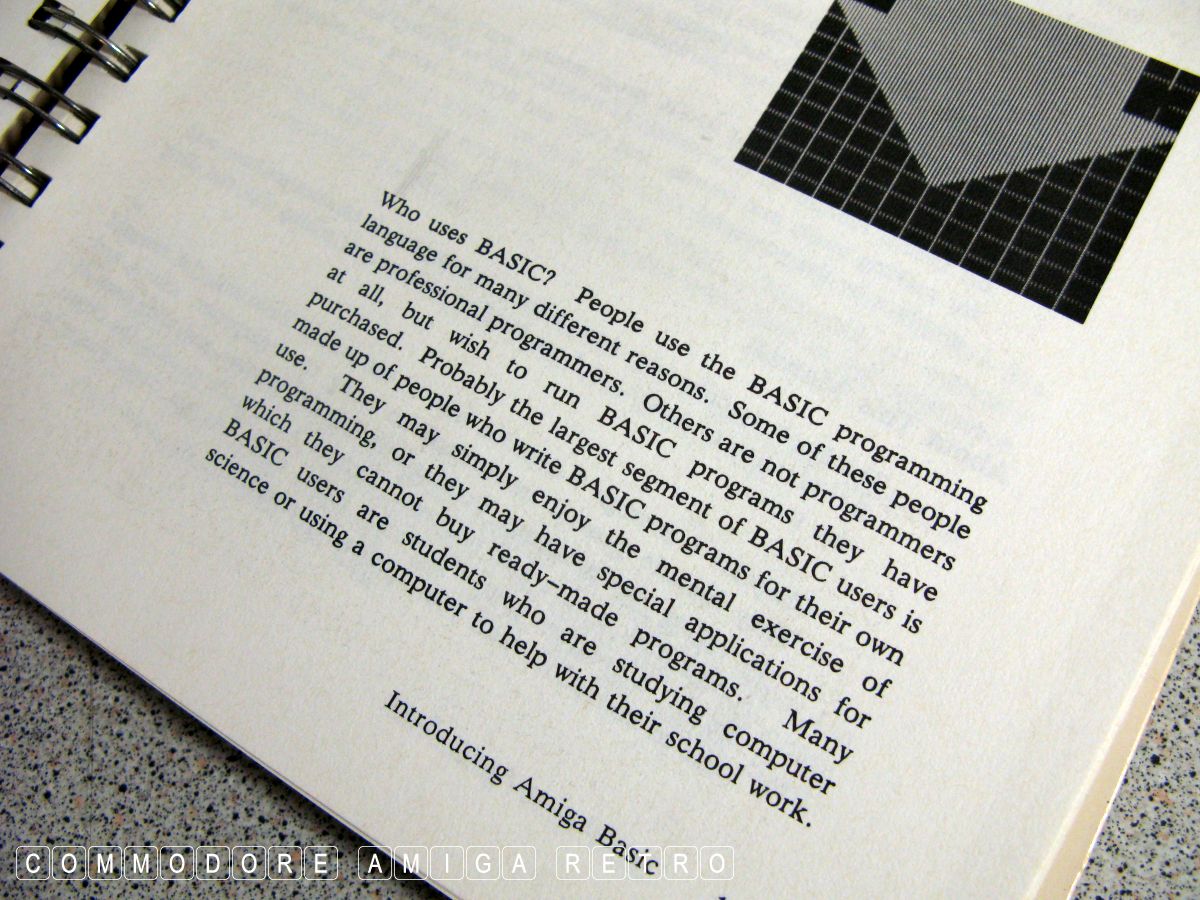 Who uses BASIC? People use the BASIC programming
language for many different reasons. Some of these people
are professional programmers. Others are not programmers
at all, but wish to run BASIC programs they have
purchased. Probably the largest segment of BASIC users is
made up of people who write BASIC programs for their own
use. They may simply enjoy the mental exercise of
programming, or they may have special applications for
which they cannot buy ready-made programs. Many
BASIC users are students who are studying computer
science or using a computer to help with their school work.
Introducing Amiga Basic
COMMODORE AMIGA RETRO